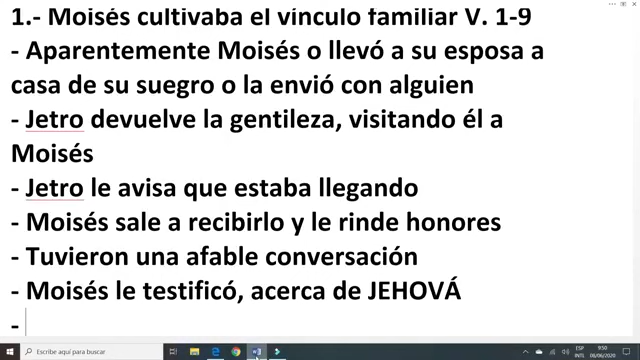 1.- Moisés cultivaba el vínculo familiar V. 1-9
- Aparentemente Moisés o llevó a su esposa a
casa de su suegro o la envió con alguien
- Jetro devuelve la gentileza, visitando él a
Moisés
- Jetro le avisa que estaba llegando
- Moisés sale a recibirlo y le rinde honores
- Tuvieron una afable conversación
- Moisés le testificó, acerca de JEHOVÁ
-
Escribe aquí para buscar
ESP
INTL
9:50
08/06/2020